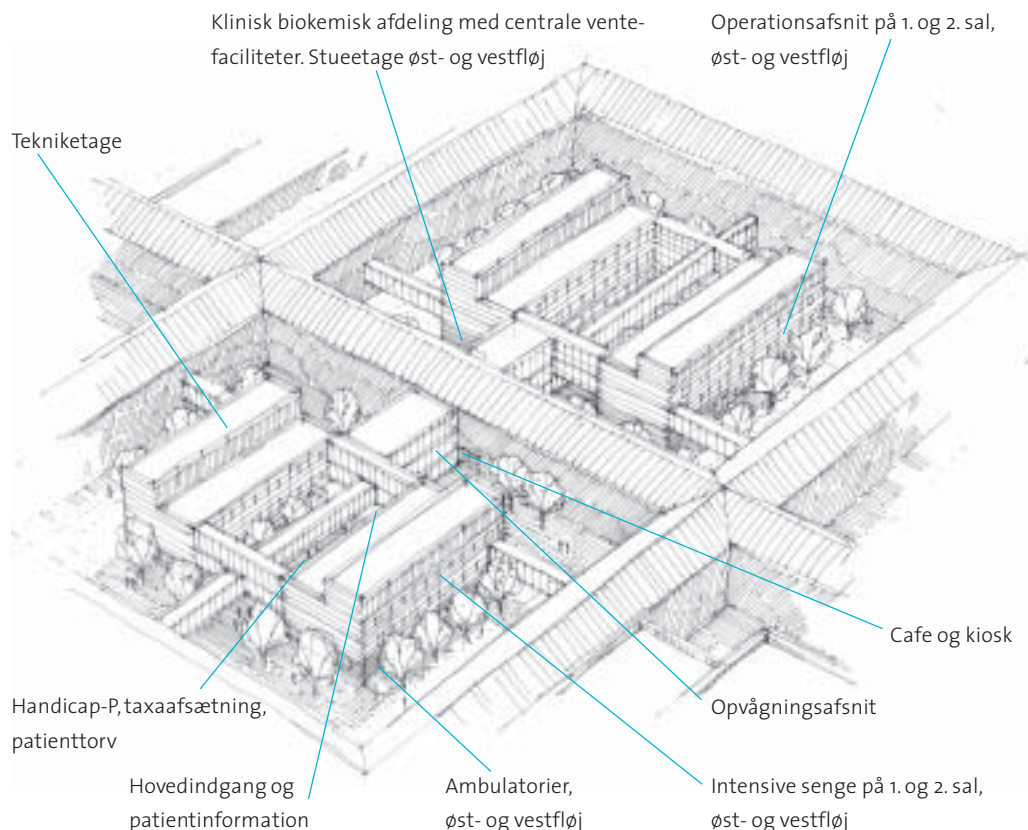 Klinisk biokemisk afdeling med centrale vente-
faciliteter. Stueetage øst- og vestfløj
Operationsafsnit på 1. og 2. sal,
øst- og vestfløj
Tekniketage
Cafe og kiosk
Handicap-P, taxaafsætning,
patienttorv
Opvågningsafsnit
Hovedindgang og
patientinformation
Ambulatorier,
øst- og vestfløj
Intensive senge på 1. og 2. sal,
øst- og vestfløj